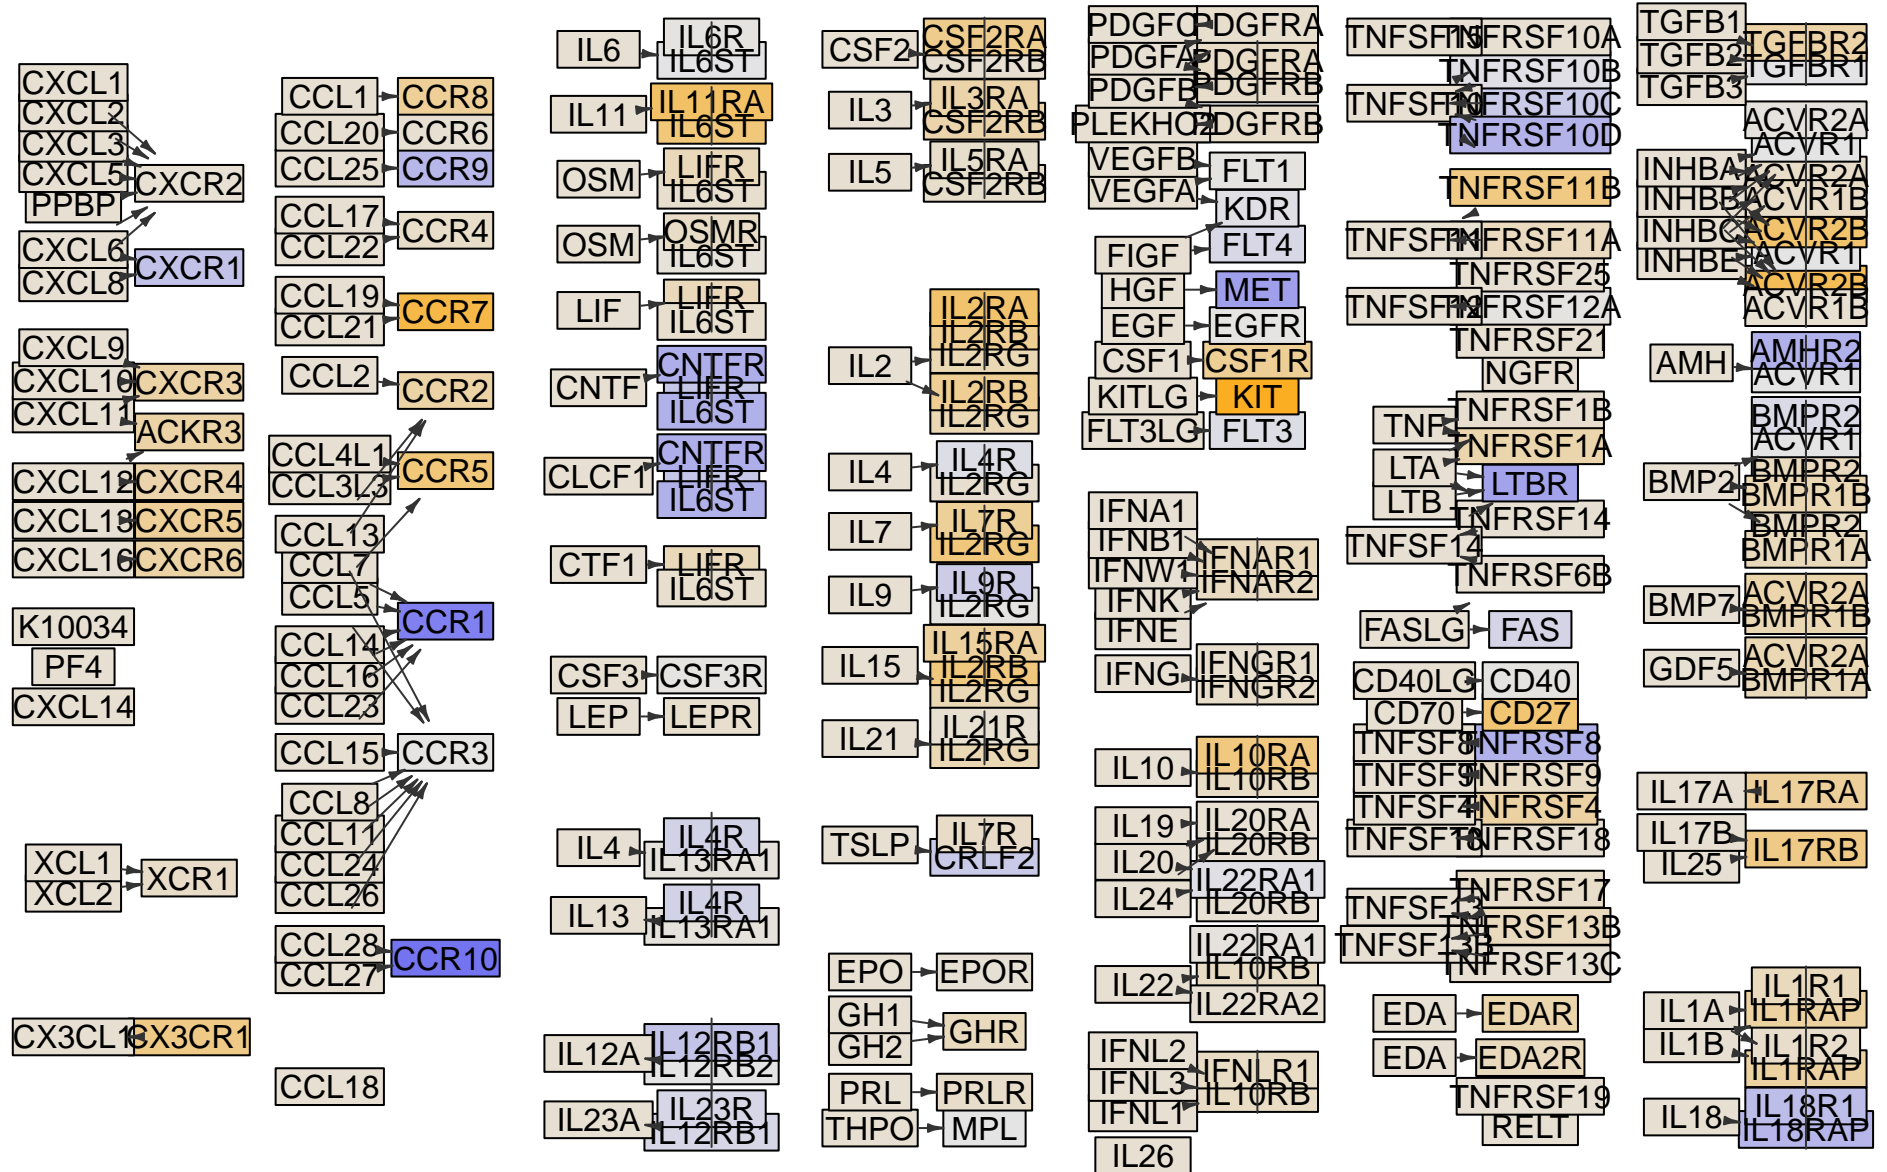 CXCL1
CXCL2
CXCL3
CXCL5
PPBP
CXCR2
CXCL6
CXCL8
CXCR1
CXCL9
CXCL10
CXCL11
CXCR3
ACKR3
CXCL12
CXCR4
CXCL13
CXCR5
CXCL16
CXCR6
K10034
PF4
CXCL14
XCL1
XCL2
XCR1
CX3CL1
CX3CR1
CCL1
CCR8
CCL20
CCR6
CCL25
CCR9
CCL17
CCL22
CCR4
CCL19
CCL21
CCR7
CCL2
CCR2
CCL4L1
CCL3L3
CCR5
CCL13
CCL7
CCL5
CCR1
CCL14
CCL16
CCL23
CCL15
CCR3
CCL8
CCL11
CCL24
CCL26
CCL28
CCL27
CCR10
CCL18
IL6
IL6R
IL6ST
IL11
IL11RA
IL6ST
OSM
LIFR
IL6ST
OSM
OSMR
IL6ST
LIF
LIFR
IL6ST
CNTF
CNTFR
LIFR
IL6ST
CLCF1
CNTFR
LIFR
IL6ST
CTF1
LIFR
IL6ST
CSF3
CSF3R
LEP
LEPR
IL4
IL4R
IL13RA1
IL13
IL4R
IL13RA1
IL12A
IL12RB1
IL12RB2
IL23A
IL23R
IL12RB1
CSF2
CSF2RA
CSF2RB
IL3
IL3RA
CSF2RB
IL5
IL5RA
CSF2RB
IL2
IL2RA
IL2RB
IL2RG
IL2RB
IL2RG
IL4
IL4R
IL2RG
IL7
IL7R
IL2RG
IL9
IL9R
IL2RG
IL15
IL15RA
IL2RB
IL2RG
IL21
IL21R
IL2RG
TSLP
IL7R
CRLF2
EPO
EPOR
GH1
GH2
GHR
PRL
PRLR
THPO
MPL
PDGFC
PDGFRA
PDGFA
PDGFRA
PDGFRB
PDGFB
PLEKHO2
PDGFRB
VEGFB
VEGFA
FLT1
KDR
FIGF
FLT4
HGF
MET
EGF
EGFR
CSF1
CSF1R
KITLG
KIT
FLT3LG
FLT3
IFNA1
IFNB1
IFNW1
IFNK
IFNE
IFNAR1
IFNAR2
IFNG
IFNGR1
IFNGR2
IL10
IL10RA
IL10RB
IL19
IL20
IL24
IL20RA
IL20RB
IL22RA1
IL20RB
IL22
IL22RA1
IL10RB
IL22RA2
IFNL2
IFNL3
IFNL1
IFNLR1
IL10RB
IL26
TNFRSF10A
TNFRSF10B
TNFRSF10C
TNFRSF10D
TNFRSF11B
TNFSF11
TNFRSF11A
TNFRSF25
TNFSF12
TNFRSF12A
TNFRSF21
NGFR
TNF
TNFRSF1B
TNFRSF1A
LTA
LTB
LTBR
TNFRSF14
TNFSF14
TNFRSF6B
FASLG
FAS
CD40LG
CD40
CD70
CD27
TNFSF8
TNFRSF8
TNFSF9
TNFRSF9
TNFSF4
TNFRSF4
TNFSF18
TNFRSF18
TNFRSF17
TNFSF13
TNFRSF13B
TNFSF13B
TNFRSF13C
EDA
EDAR
EDA
EDA2R
TNFRSF19
RELT
TGFB1
TGFB2
TGFB3
TGFBR2
TGFBR1
INHBA
INHBB
INHBC
INHBE
ACVR2A
ACVR1
ACVR2A
ACVR1B
ACVR2B
ACVR1
ACVR2B
ACVR1B
AMH
AMHR2
ACVR1
BMP2
BMPR2
ACVR1
BMPR2
BMPR1B
BMPR2
BMPR1A
BMP7
ACVR2A
BMPR1B
GDF5
ACVR2A
BMPR1A
IL17A
IL17RA
IL17B
IL25
IL17RB
IL1A
IL1B
IL1R1
IL1RAP
IL1R2
IL1RAP
IL18
IL18R1
IL18RAP